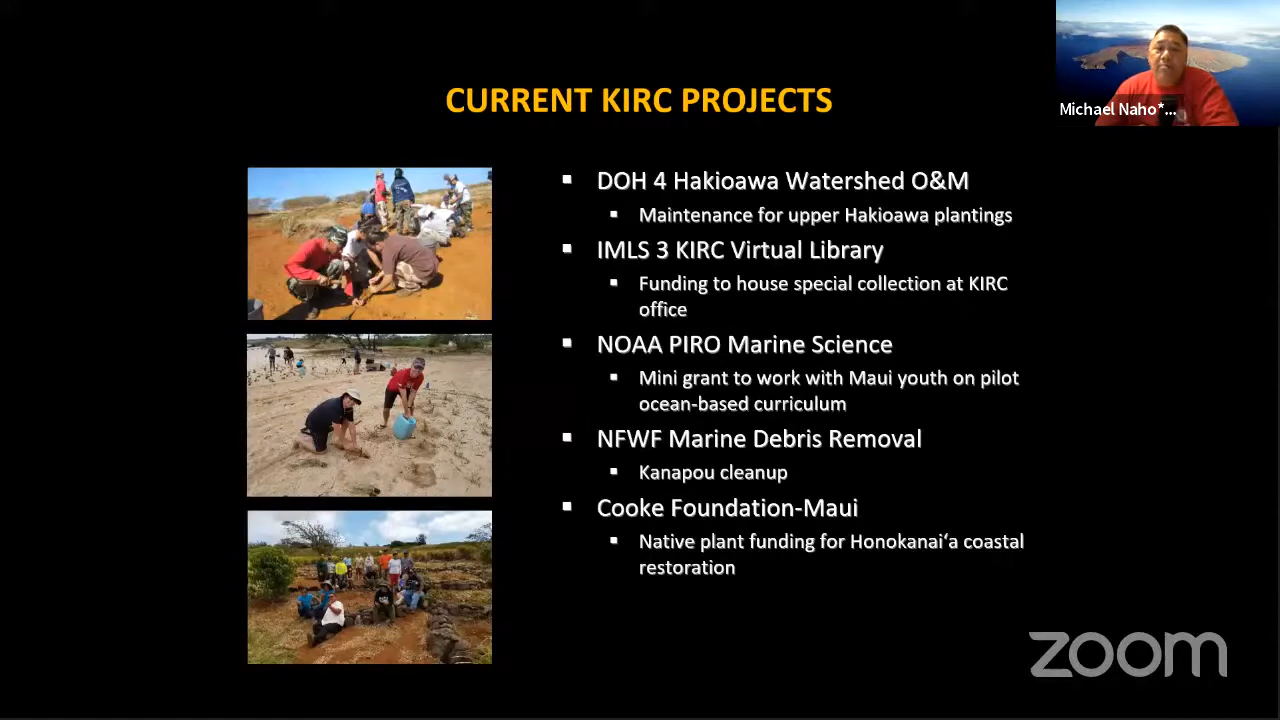 CURRENT KIRC PROJECTS
Michael Naho*...
▪ DOH 4 Hakioawa Watershed O&M
▪ Maintenance for upper Hakioawa plantings
▪ IMLS 3 KIRC Virtual Library
▪ Funding to house special collection at KIRC
office
▪ NOAA PIRO Marine Science
▪ Mini grant to work with Maui youth on pilot
ocean-based curriculum
▪ NFWF Marine Debris Removal
▪ Kanapou cleanup
▪ Cooke Foundation-Maui
▪ Native plant funding for Honokanai‘a coastal
restoration
zoom